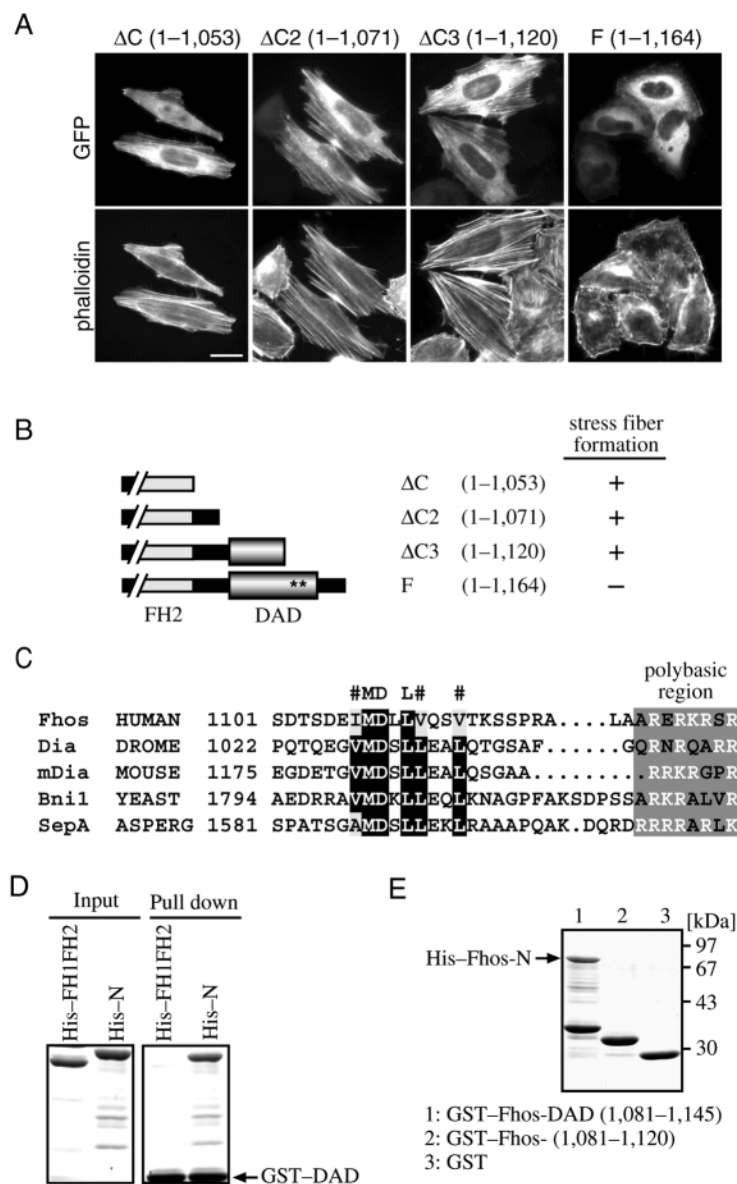 A
ΔC (1–1,053) ΔC2 (1–1,071) ΔC3 (1–1,120) F (1–1,164)
GFP
phalloidin
B
stress fiber
formation
ΔC (1–1,053) +
ΔC2 (1–1,071) +
ΔC3 (1–1,120) +
** F (1–1,164) –
FH2 DAD
C
polybasic
region
#MD L# #
Fhos HUMAN 1101 SDTSDEIMDLLVQSVTKSSPRA....LAARERKRSR
Dia DROME 1022 PQTQEGVMDSLLEALQTGSAF......GQRNRQARR
mDia MOUSE 1175 EGDETGVMDSLLEALQSGAA.........RRKRGPR
Bni1 YEAST 1794 AEDRRAVMDKLLEQLKNAGPFAKSDPSSARKRALVR
SepA ASPERG 1581 SPATSGAMDSLLEKLRAAAPQAK.DQRDRRRRARLK
D
Input Pull down
His–FH1FH2
His–N
His–FH1FH2
His–N
GST–DAD
E
1 2 3 [kDa]
His–Fhos-N
97
67
43
30
1: GST–Fhos-DAD (1,081–1,145)
2: GST–Fhos- (1,081–1,120)
3: GST